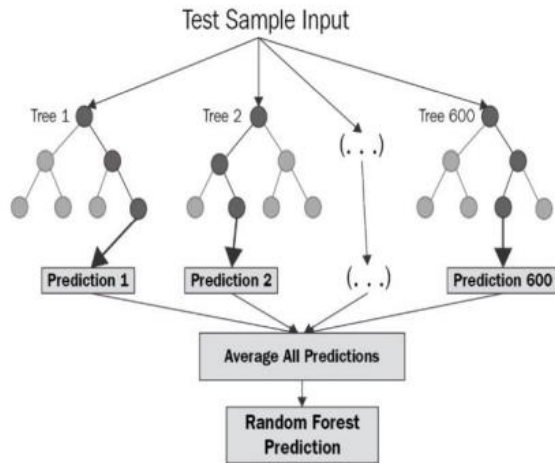 Test Sample Input
Tree 1
Tree 2
(. . .)
Tree 600
Prediction 1
Prediction 2
(. . .)
Prediction 600
Average All Predictions
Random Forest
Prediction